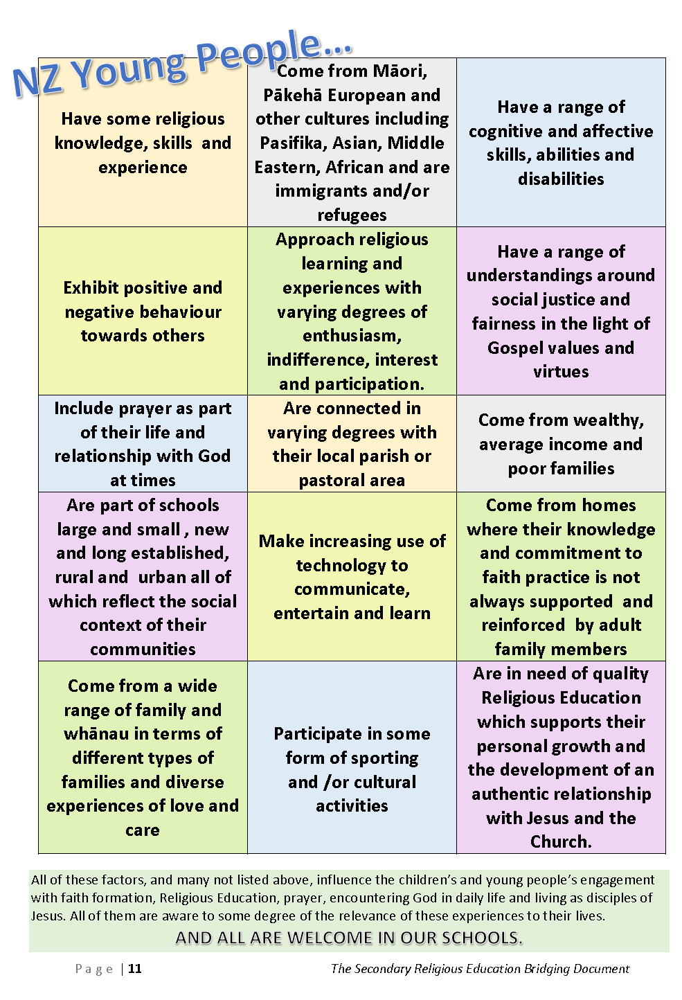 NZ Young People...
Have some religious
knowledge, skills  and
experience
Come from Māori,
Pākehā European and
other cultures including
Pasifika, Asian, Middle
Eastern, African and are
immigrants and/or
refugees
Have a range of
cognitive and affective
skills, abilities and
disabilities
Exhibit positive and
negative behaviour
towards others
Approach religious
learning and
experiences with
varying degrees of
enthusiasm,
indifference, interest
and participation.
Have a range of
understandings around
social justice and
fairness in the light of
Gospel values and
virtues
Include prayer as part
of their life and
relationship with God
at times
Are connected in
varying degrees with
their local parish or
pastoral area
Come from wealthy,
average income and
poor families
Are part of schools
large and small , new
and long established,
rural and  urban all of
which reflect the social
context of their
communities
Make increasing use of
technology to
communicate,
entertain and learn
Come from homes
where their knowledge
and commitment to
faith practice is not
always supported  and
reinforced  by adult
family members
Come from a wide
range of family and
whānau in terms of
different types of
families and diverse
experiences of love and
care
Participate in some
form of sporting
and /or cultural
activities
Are in need of quality
Religious Education
which supports their
personal growth and
the development of an
authentic relationship
with Jesus and the
Church.
All of these factors, and many not listed above, influence the children’s and young people’s engagement
with faith formation, Religious Education, prayer, encountering God in daily life and living as disciples of
Jesus. All of them are aware to some degree of the relevance of these experiences to their lives.
AND ALL ARE WELCOME IN OUR SCHOOLS.
Page | 11
The Secondary Religious Education Bridging Document